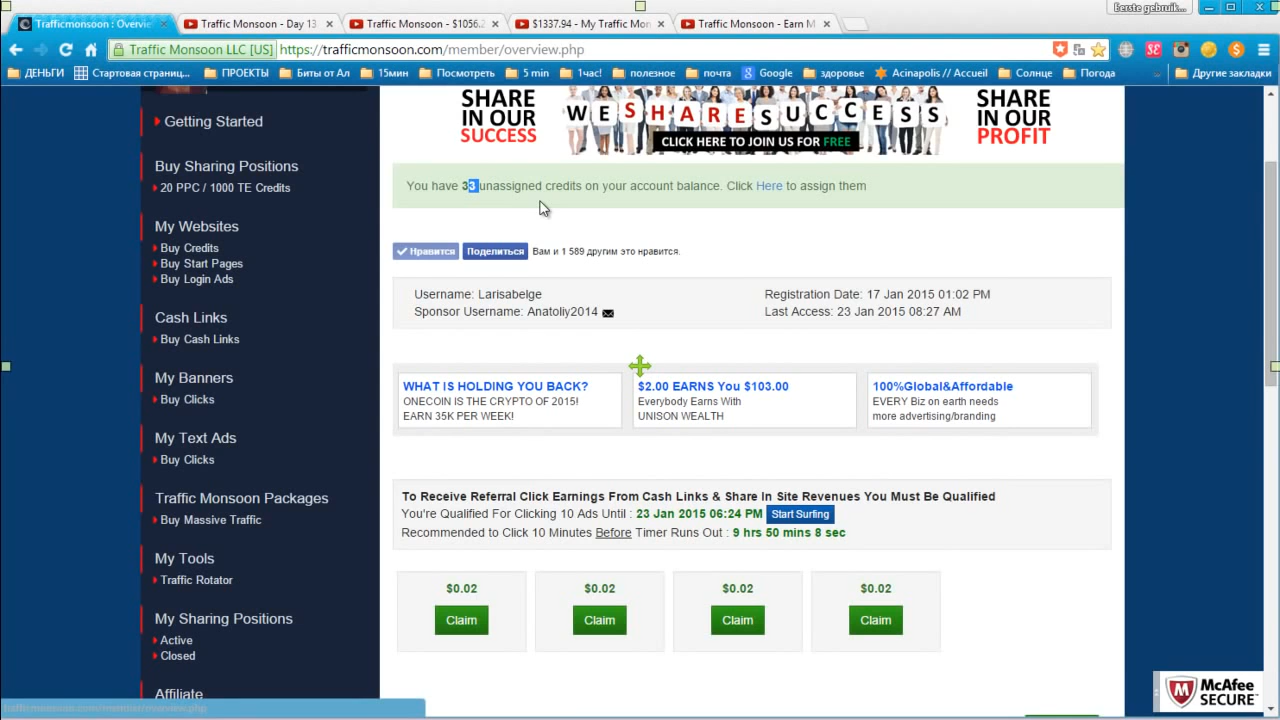 Trafficmonsoon : Overvie
Traffic Monsoon - Day 13
Traffic Monsoon - $1056.2
$1337.94 - My Traffic Mon
Traffic Monsoon - Earn M
Eerste gebruik...
Traffic Monsoon LLC [US]
https://trafficmonsoon.com/member/overview.php
ДЕНЬГИ
Стартовая страниц...
ПРОЕКТЫ
Биты от Ал
15мин
Посмотреть
5 min
1час!
полезное
почта
Google
здоровье
Acinapolis // Accueil
Солнце
Погода
Другие закладки
SHARE
IN OUR
SUCCESS
WE SHARE SUCCESS
CLICK HERE TO JOIN US FOR FREE
SHARE
IN OUR
PROFIT
Getting Started
Buy Sharing Positions
20 PPC / 1000 TE Credits
My Websites
Buy Credits
Buy Start Pages
Buy Login Ads
Cash Links
Buy Cash Links
My Banners
Buy Clicks
My Text Ads
Buy Clicks
Traffic Monsoon Packages
Buy Massive Traffic
My Tools
Traffic Rotator
My Sharing Positions
Active
Closed
Affiliate
You have 33 unassigned credits on your account balance. Click Here to assign them
Нравится
Поделиться
Вам и 1 589 другим это нравится.
Username: Larisabelge
Registration Date: 17 Jan 2015 01:02 PM
Sponsor Username: Anatoliy2014
Last Access: 23 Jan 2015 08:27 AM
WHAT IS HOLDING YOU BACK?
ONECOIN IS THE CRYPTO OF 2015!
EARN 35K PER WEEK!
$2.00 EARNS You $103.00
Everybody Earns With
UNISON WEALTH
100%Global&Affordable
EVERY Biz on earth needs
more advertising/branding
To Receive Referral Click Earnings From Cash Links & Share In Site Revenues You Must Be Qualified
You're Qualified For Clicking 10 Ads Until : 23 Jan 2015 06:24 PM Start Surfing
Recommended to Click 10 Minutes Before Timer Runs Out : 9 hrs 50 mins 8 sec
$0.02
$0.02
$0.02
$0.02
Claim
Claim
Claim
Claim
McAfee
SECURE
trafficmonsoon.com/member/overview.php